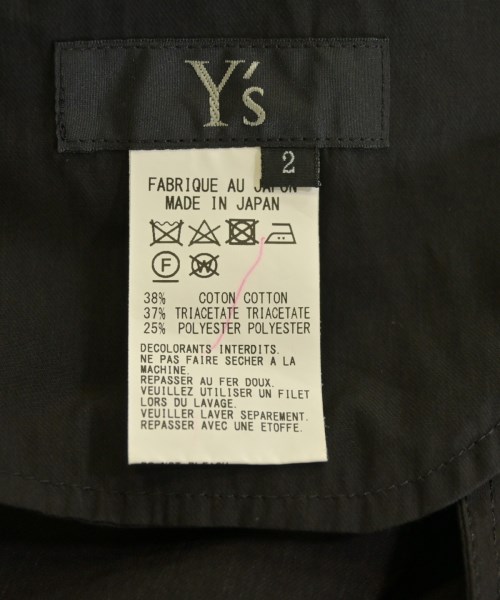 Y's
2
FABRIQUE AU JAPON
MADE IN JAPAN
F
W
38% COTON COTTON
37% TRIACETATE TRIACETATE
25% POLYESTER POLYESTER
DECOLORANTS INTERDITS.
NE PAS FAIRE SECHER A LA
MACHINE.
REPASSER AU FER DOUX.
VEUILLEZ UTILISER UN FILET
LORS DU LAVAGE.
VEUILLER LAVER SEPAREMENT.
REPASSER AVEC UNE ETOFFE.